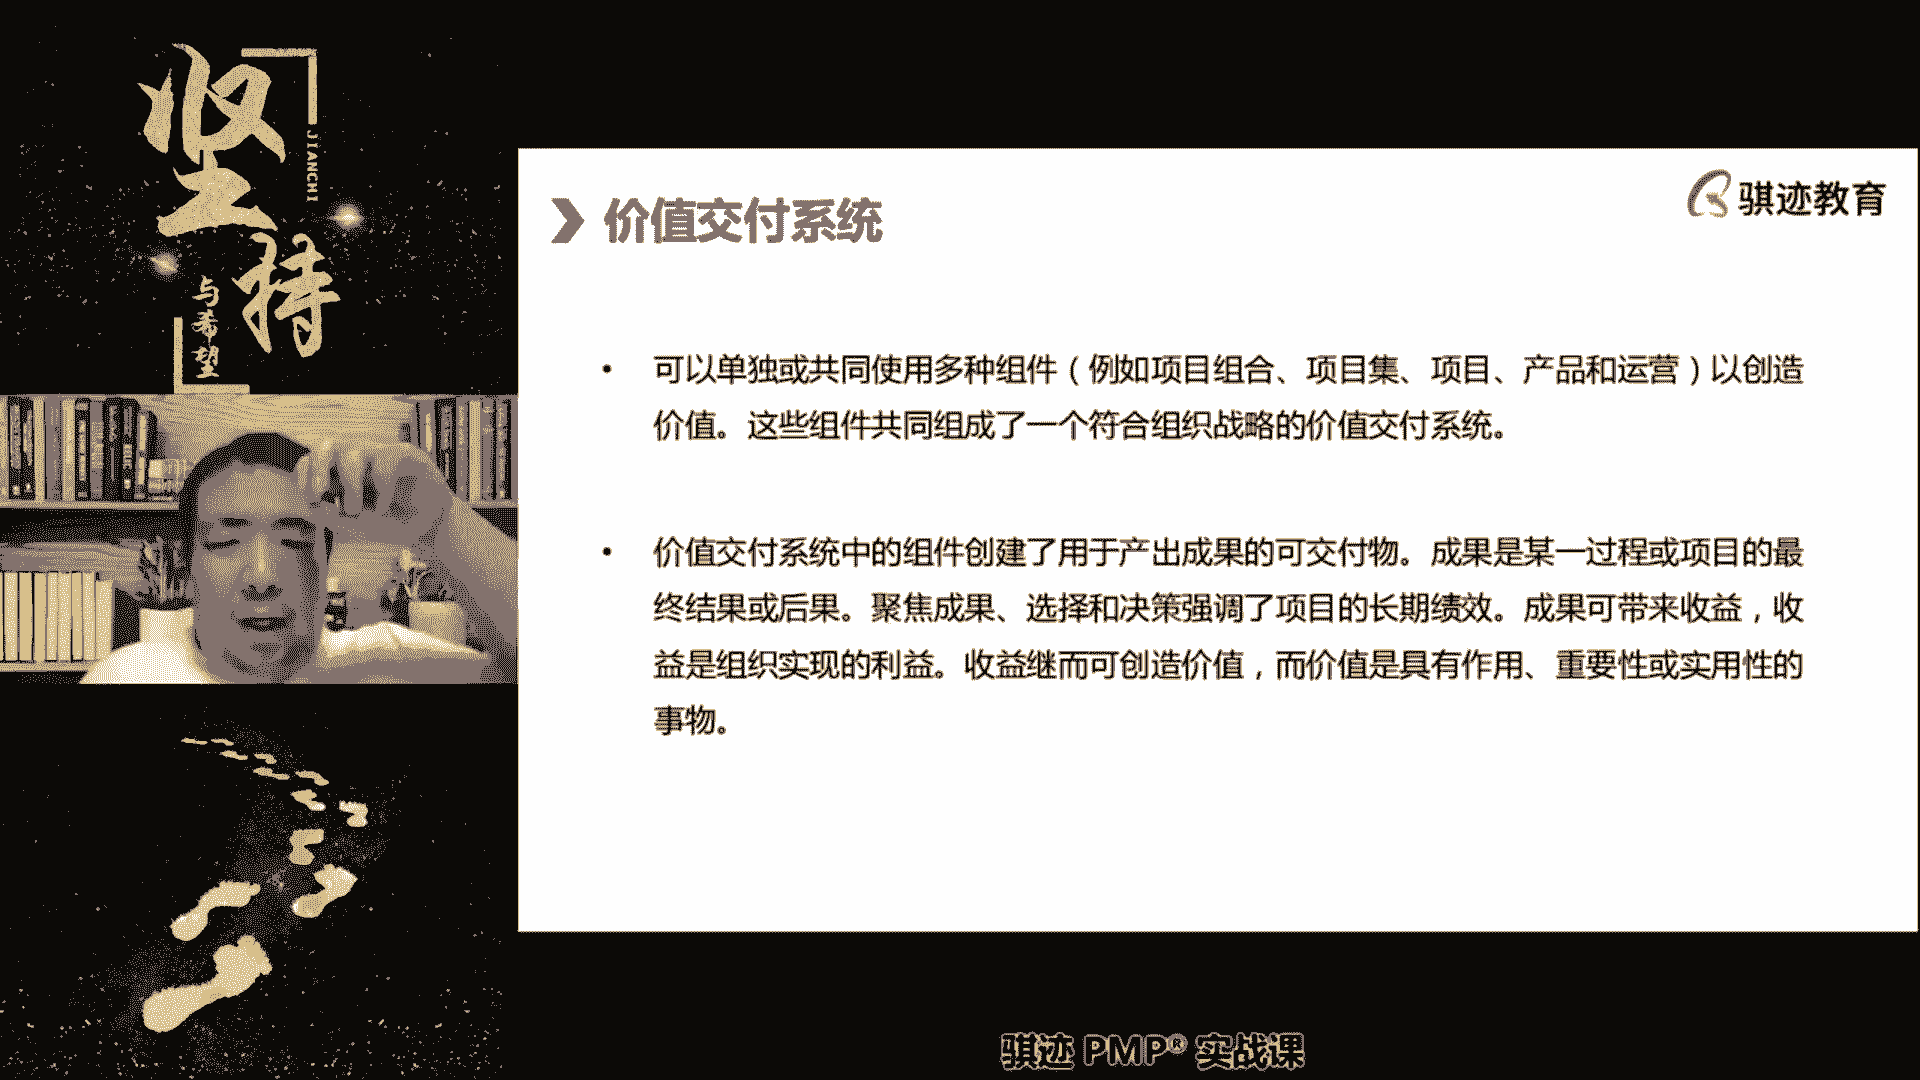 坚持
JIANCHI
与希望
骐迹教育
价值交付系统
• 可以单独或共同使用多种组件（例如项目组合、项目集、项目、产品和运营）以创造
价值。这些组件共同组成了一个符合组织战略的价值交付系统。
• 价值交付系统中的组件创建了用于产出成果的可交付物。成果是某一过程或项目的最
终结果或后果。聚焦成果、选择和决策强调了项目的长期绩效。成果可带来收益，收
益是组织实现的利益。收益继而可创造价值，而价值是具有作用、重要性或实用性的
事物。
骐迹 PMP® 实战课